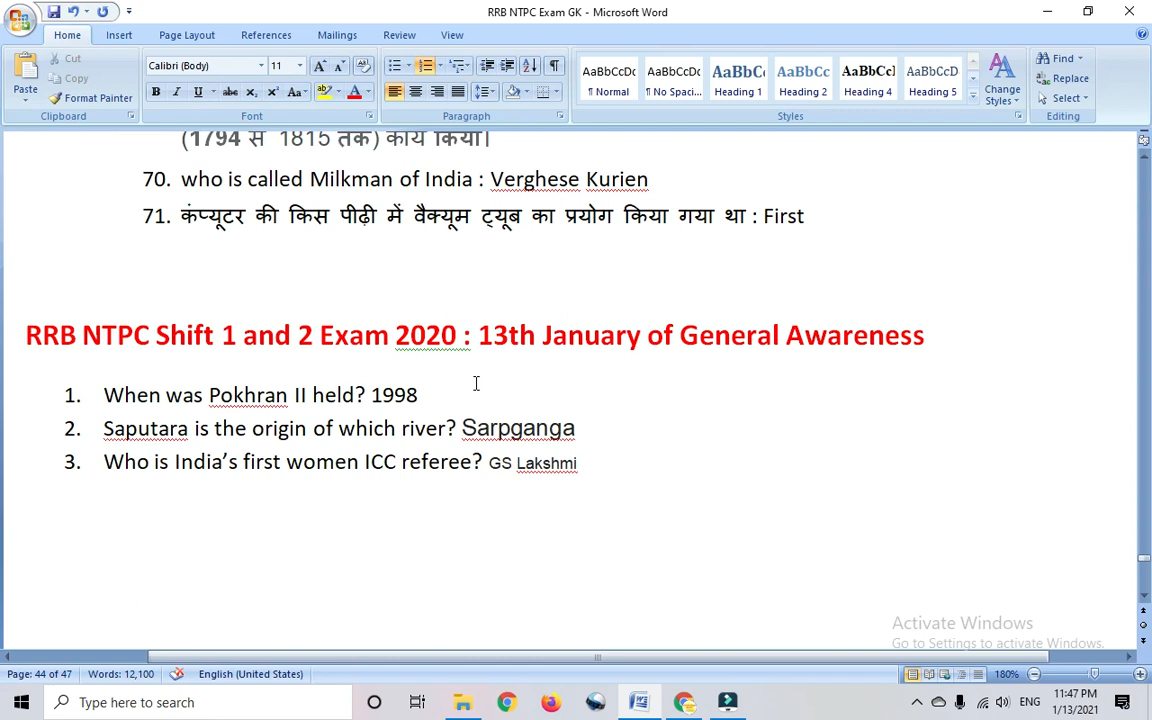 RRB NTPC Exam GK - Microsoft Word
Home Insert Page Layout References Mailings Review View
Paste
Cut
Copy
Format Painter
Clipboard
Calibri (Body) 11
Font
Paragraph
AaBbCcDc AaBbCcDc AaBbC AaBbCc AaBbCcI AaBbCcD
¶ Normal ¶ No Spaci... Heading 1 Heading 2 Heading 4 Heading 5
Change Styles
Styles
Find
Replace
Select
Editing
(1794 से 1815 तक) कार्य किया।
70. who is called Milkman of India : Verghese Kurien
71. कंप्यूटर की किस पीढ़ी में वैक्यूम ट्यूब का प्रयोग किया गया था : First
RRB NTPC Shift 1 and 2 Exam 2020 : 13th January of General Awareness
1. When was Pokhran II held? 1998
2. Saputara is the origin of which river? Sarpganga
3. Who is India’s first women ICC referee? GS Lakshmi
Activate Windows
Go to Settings to activate Windows.
Page: 44 of 47 Words: 12,100 English (United States) 180%
Type here to search
ENG
11:47 PM
1/13/2021